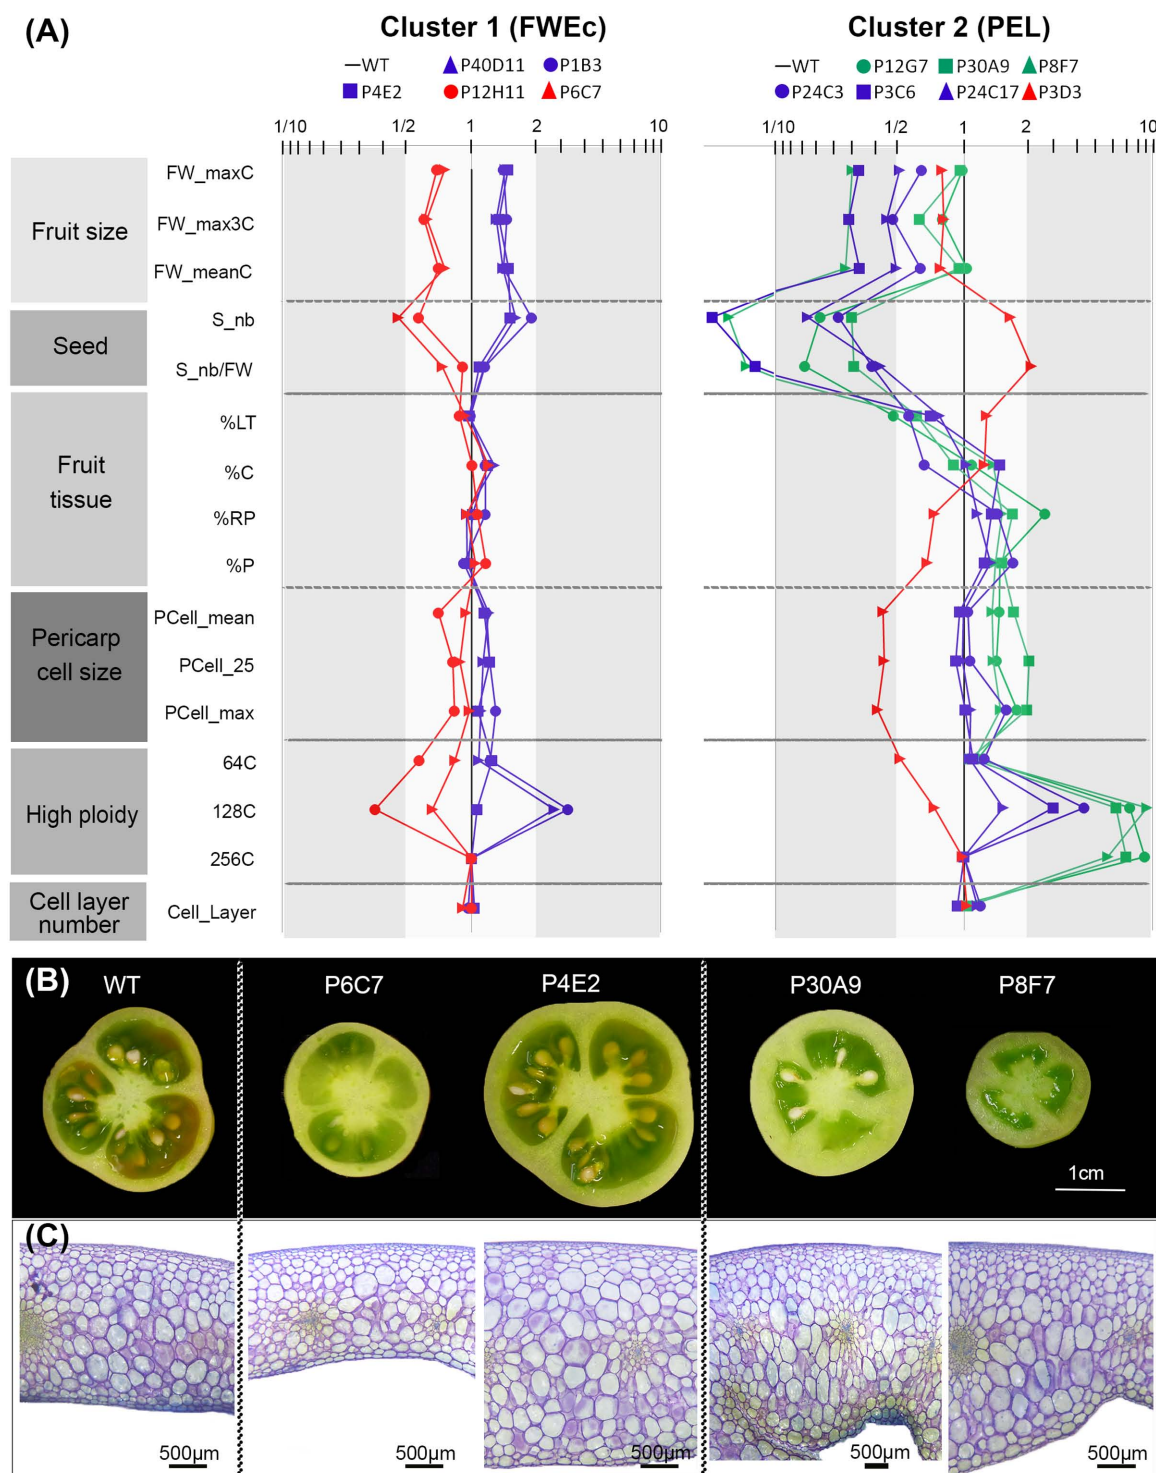 (A)
Cluster 1 (FWEc)
Cluster 2 (PEL)
WT P40D11 P1B3
P4E2 P12H11 P6C7
WT P12G7 P30A9 P8F7
P24C3 P3C6 P24C17 P3D3
1/10 1/2 1 2 10
1/10 1/2 1 2 10
Fruit size
FW_maxC
FW_max3C
FW_meanC
Seed
S_nb
S_nb/FW
Fruit
tissue
%LT
%C
%RP
%P
Pericarp
cell size
PCell_mean
PCell_25
PCell_max
High ploidy
64C
128C
256C
Cell layer
number
Cell_Layer
(B)
WT P6C7 P4E2 P30A9 P8F7
1cm
(C)
500µm 500µm 500µm 500µm 500µm